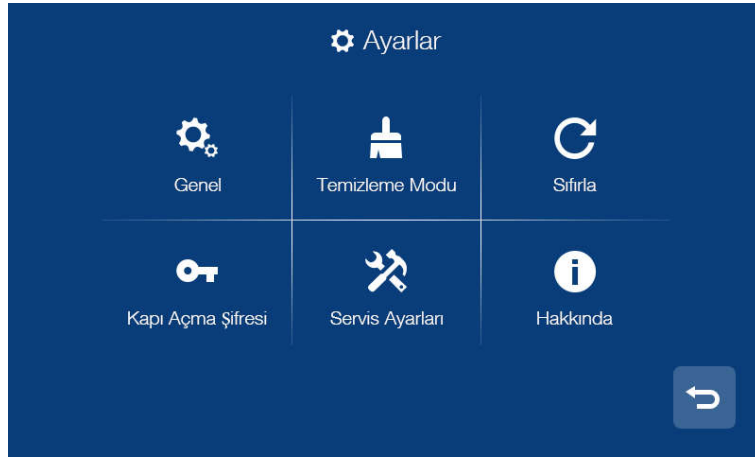 Ayarlar
Genel
Temizleme Modu
Sıfırla
Kapı Açma Şifresi
Servis Ayarları
Hakkında